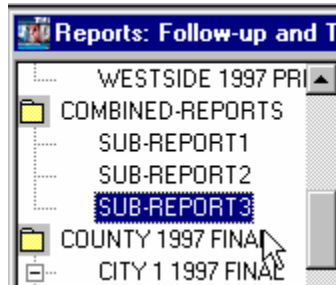 Reports: Follow-up and T
WESTSIDE 1997 PRI
COMBINED-REPORTS
SUB-REPORT1
SUB-REPORT2
SUB-REPORT3
COUNTY 1997 FINAL
CITY 1 1997 FINAL